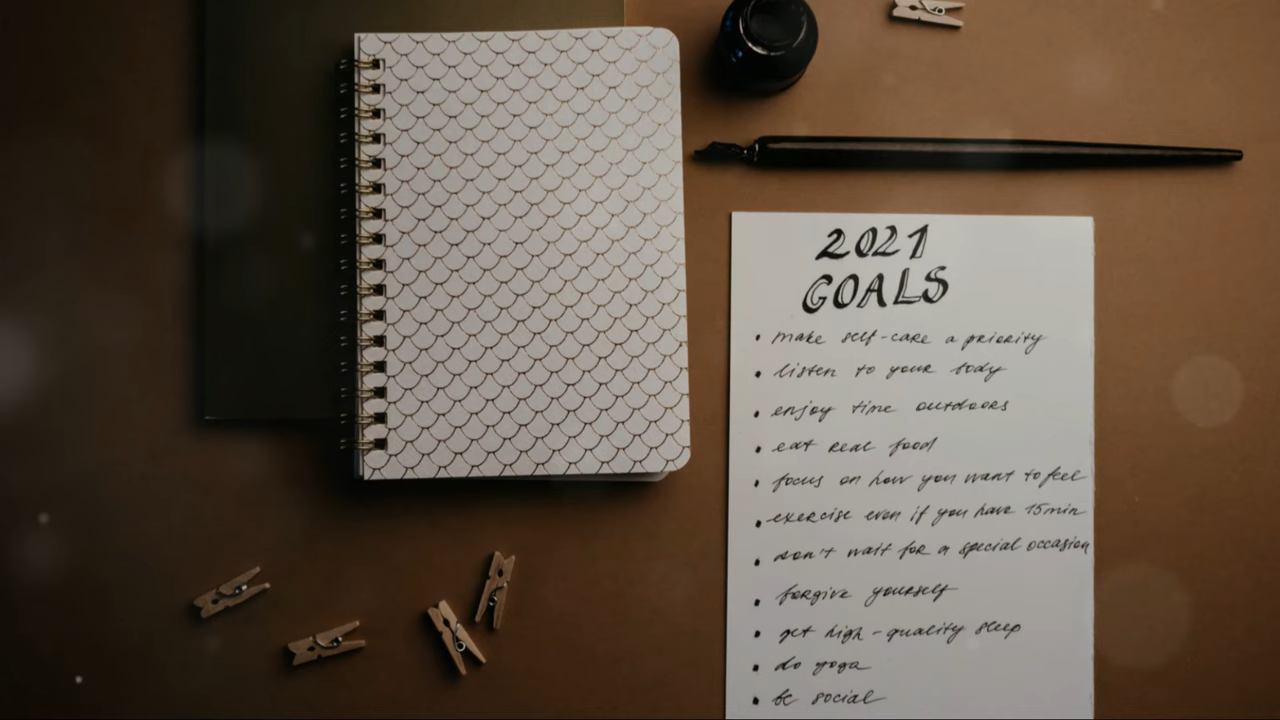 2021
GOALS
• make self-care a priority
• listen to your body
• enjoy time outdoors
• eat real food
• focus on how you want to feel
• exercise even if you have 15min
• don't wait for a special occasion
• forgive yourself
• get high-quality sleep
• do yoga
• be social